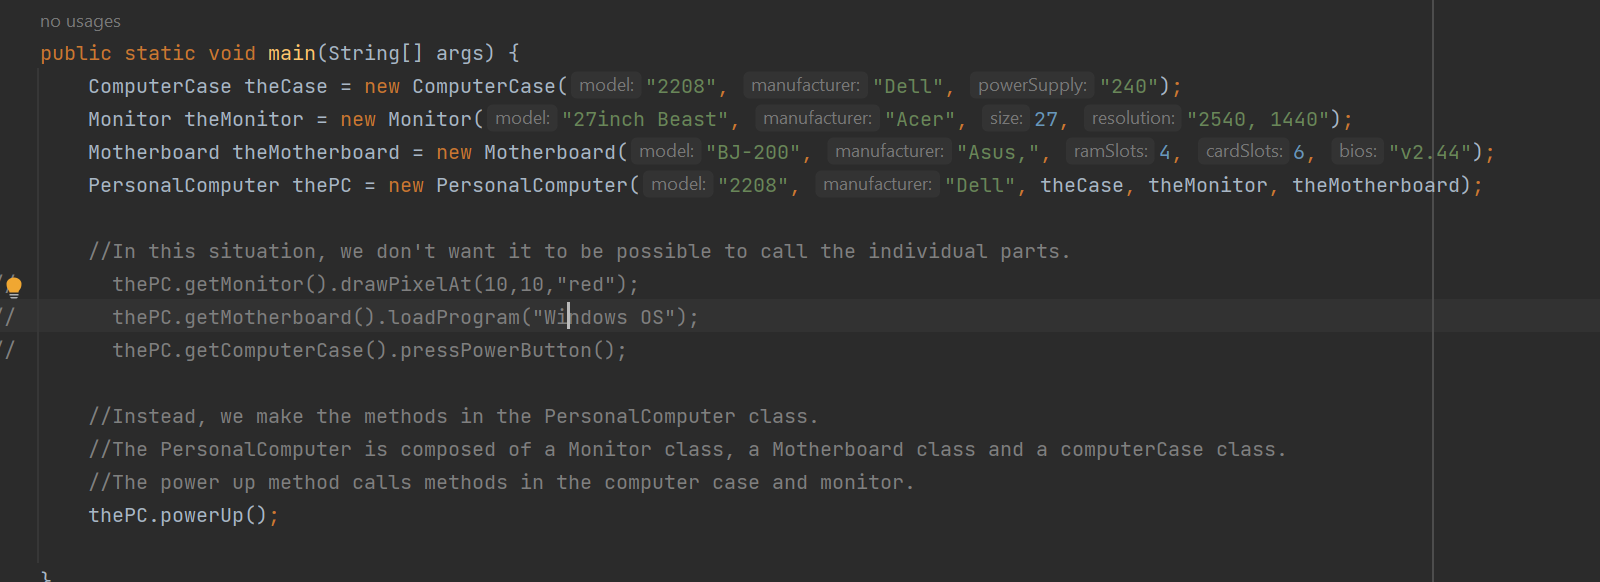 no usages
public static void main(String[] args) {
ComputerCase theCase = new ComputerCase( model: "2208", manufacturer: "Dell", powerSupply: "240");
Monitor theMonitor = new Monitor( model: "27inch Beast", manufacturer: "Acer", size: 27, resolution: "2540, 1440");
Motherboard theMotherboard = new Motherboard( model: "BJ-200", manufacturer: "Asus,", ramSlots: 4, cardSlots: 6, bios: "v2.44");
PersonalComputer thePC = new PersonalComputer( model: "2208", manufacturer: "Dell", theCase, theMonitor, theMotherboard);
//In this situation, we don't want it to be possible to call the individual parts.
thePC.getMonitor().drawPixelAt(10,10,"red");
// thePC.getMotherboard().loadProgram("Windows OS");
// thePC.getComputerCase().pressPowerButton();
//Instead, we make the methods in the PersonalComputer class.
//The PersonalComputer is composed of a Monitor class, a Motherboard class and a computerCase class.
//The power up method calls methods in the computer case and monitor.
thePC.powerUp();
}